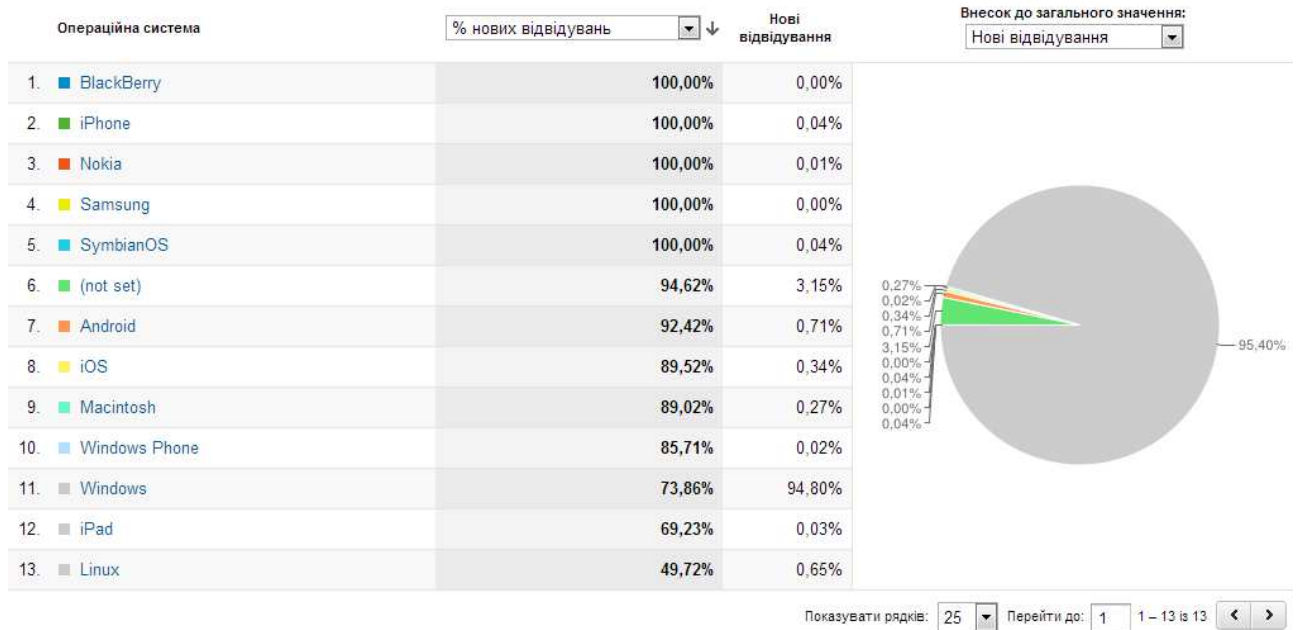 Операційна система
% нових відвідувань
Нові
відвідування
Внесок до загального значення:
Нові відвідування
1. BlackBerry 100,00% 0,00%
2. iPhone 100,00% 0,04%
3. Nokia 100,00% 0,01%
4. Samsung 100,00% 0,00%
5. SymbianOS 100,00% 0,04%
6. (not set) 94,62% 3,15%
7. Android 92,42% 0,71%
8. iOS 89,52% 0,34%
9. Macintosh 89,02% 0,27%
10. Windows Phone 85,71% 0,02%
11. Windows 73,86% 94,80%
12. iPad 69,23% 0,03%
13. Linux 49,72% 0,65%
0,27%
0,02%
0,34%
0,71%
3,15%
0,00%
0,04%
0,01%
0,00%
0,04%
95,40%
Показувати рядків: 25 Перейти до: 1 1 – 13 із 13